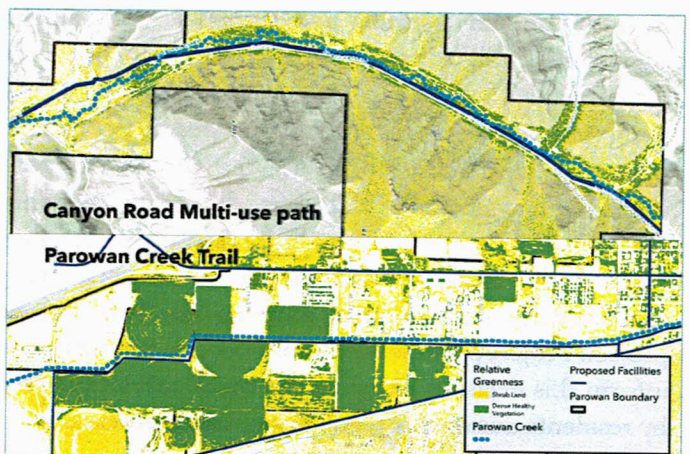 Canyon Road Multi-use path
Parowan Creek Trail
Relative
Greenness
Shrub Land
Dense Healthy
Vegetation
Parowan Creek
Proposed Facillities
Parowan Boundary